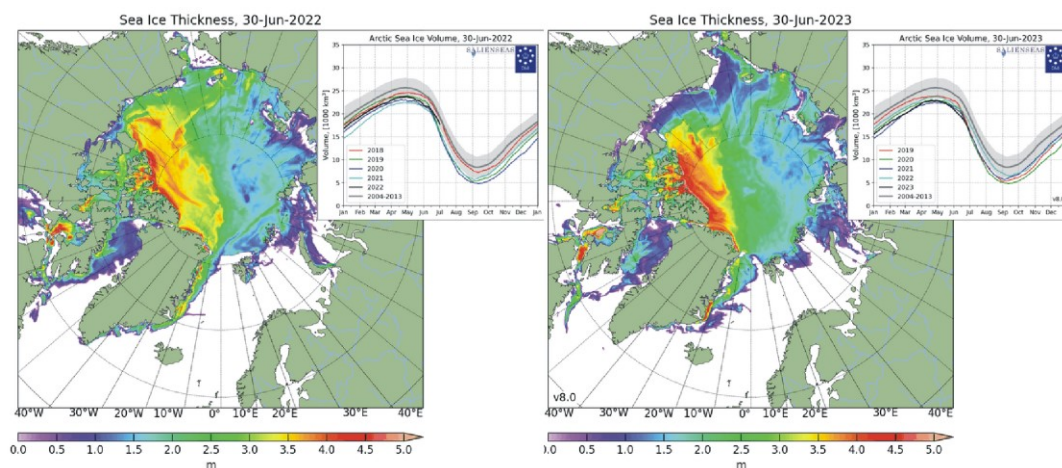 Sea Ice Thickness, 30-Jun-2022
Arctic Sea Ice Volume, 30-Jun-2022
35
30
25
20
15
10
5
0
Volume, [1000 km³]
2018
2019
2020
2021
2022
2004-2013
Jan Feb Mar Apr May Jun Jul Aug Sep Oct Nov Dec Jan
40°W 30°W 20°W 10°W 0° 10°E 20°E 30°E 40°E
0.0 0.5 1.0 1.5 2.0 2.5 3.0 3.5 4.0 4.5 5.0
m
Sea Ice Thickness, 30-Jun-2023
Arctic Sea Ice Volume, 30-Jun-2023
SALIENSEAS
35
30
25
20
15
10
5
0
Volume, [1000 km³]
2018
2019
2020
2021
2022
2023
2004-2013
v8.0
Jan Feb Mar Apr May Jun Jul Aug Sep Oct Nov Dec
v8.0
40°W 30°W 20°W 10°W 0° 10°E 20°E 30°E
0.5 1.0 1.5 2.0 2.5 3.0 3.5 4.0 4.5 5.0
m